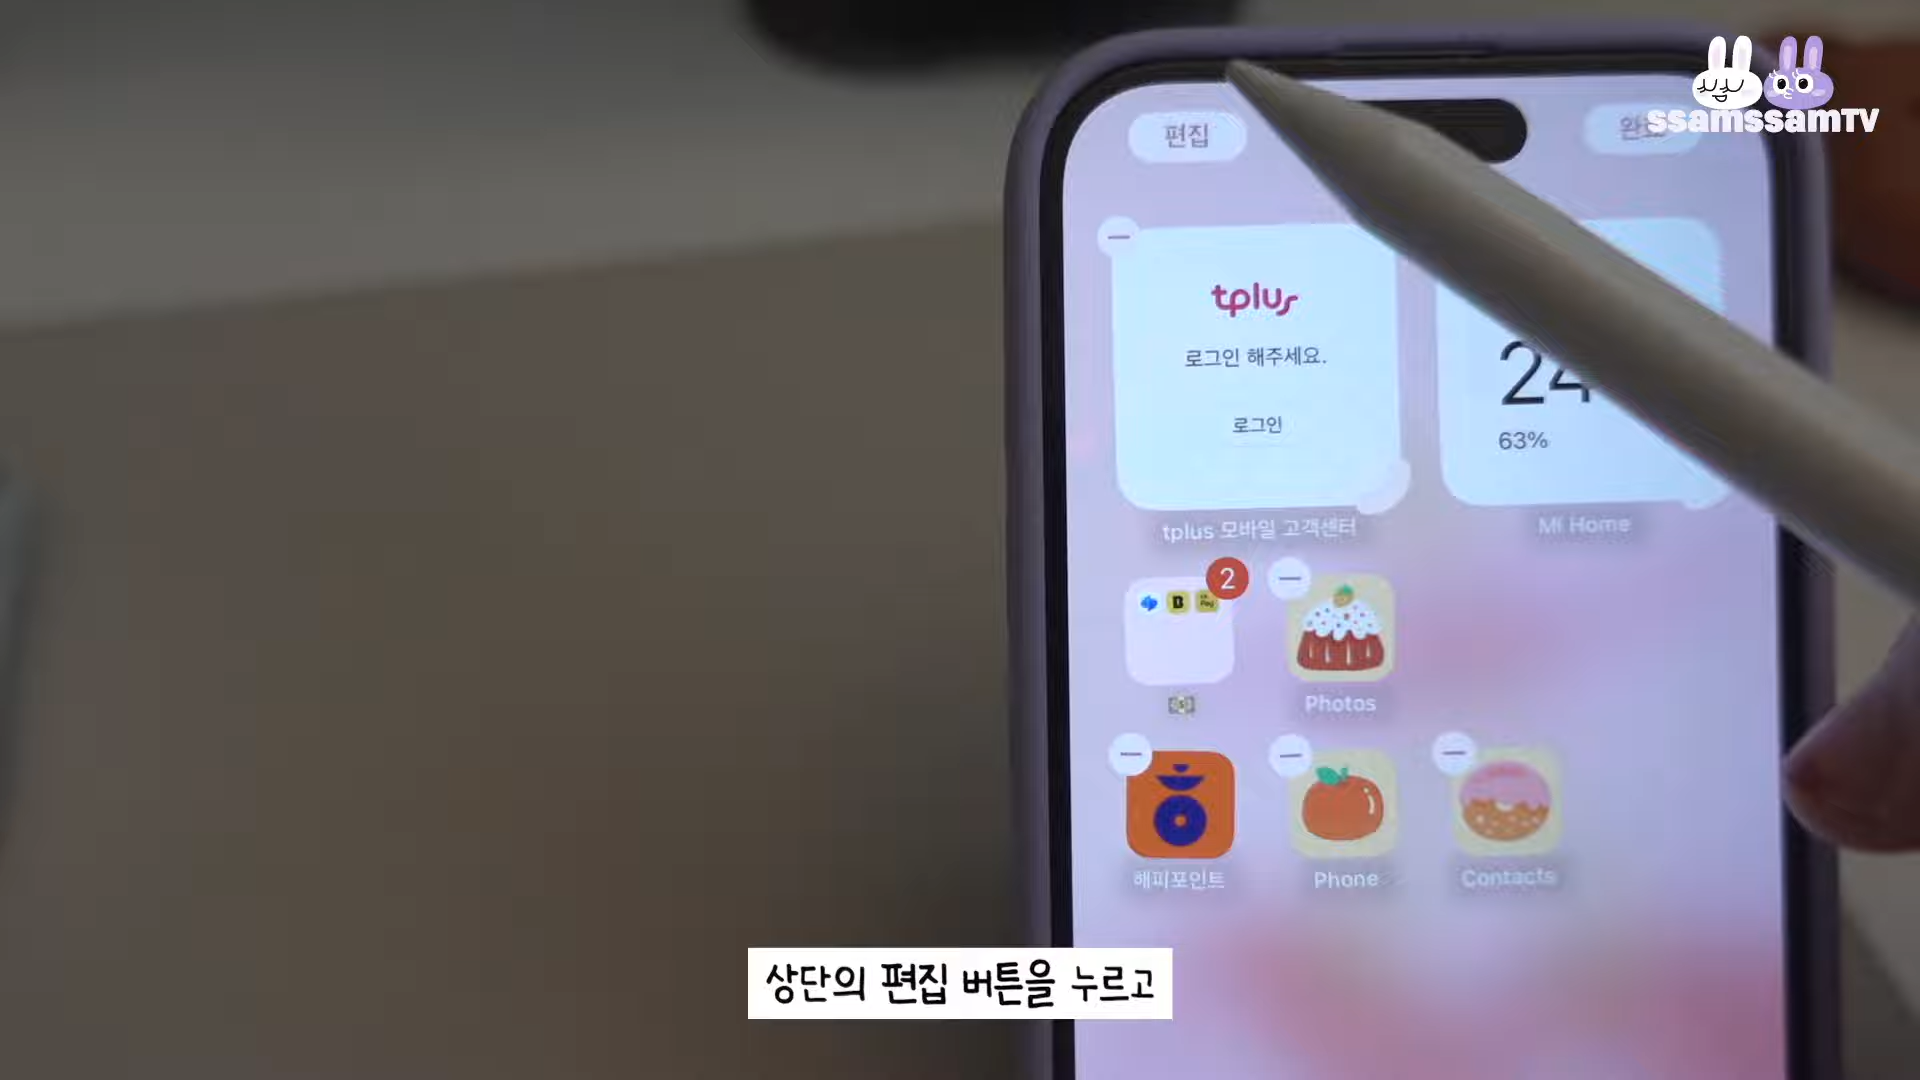 ssamssamTV
편집
tplus
로그인 해주세요.
로그인
63%
tplus 모바일 고객센터
Mi Home
2
B
Pay
Photos
해피포인트
Phone
Contacts
상단의 편집 버튼을 누르고